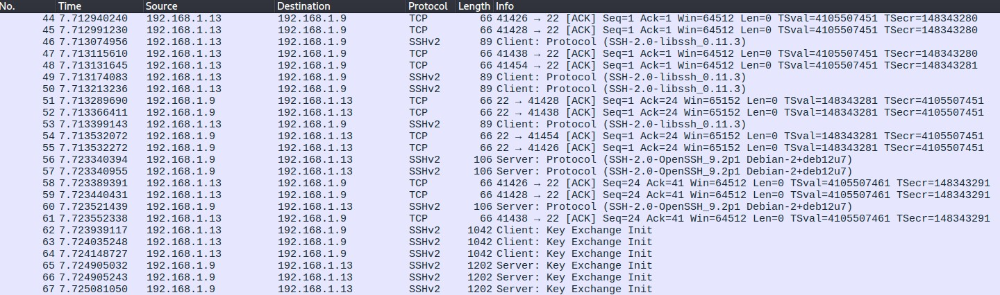 No. Time Source Destination Protocol Length Info
44 7.712940240 192.168.1.13 192.168.1.9 TCP 66 41426 → 22 [ACK] Seq=1 Ack=1 Win=64512 Len=0 TSval=4105507451 TSecr=148343280
45 7.712991230 192.168.1.13 192.168.1.9 TCP 66 41428 → 22 [ACK] Seq=1 Ack=1 Win=64512 Len=0 TSval=4105507451 TSecr=148343280
46 7.713074956 192.168.1.13 192.168.1.9 SSHv2 89 Client: Protocol (SSH-2.0-libssh_0.11.3)
47 7.713115610 192.168.1.13 192.168.1.9 TCP 66 41438 → 22 [ACK] Seq=1 Ack=1 Win=64512 Len=0 TSval=4105507451 TSecr=148343280
48 7.713131645 192.168.1.13 192.168.1.9 TCP 66 41454 → 22 [ACK] Seq=1 Ack=1 Win=64512 Len=0 TSval=4105507451 TSecr=148343281
49 7.713174083 192.168.1.13 192.168.1.9 SSHv2 89 Client: Protocol (SSH-2.0-libssh_0.11.3)
50 7.713213236 192.168.1.13 192.168.1.9 SSHv2 89 Client: Protocol (SSH-2.0-libssh_0.11.3)
51 7.713289690 192.168.1.9 192.168.1.13 TCP 66 22 → 41428 [ACK] Seq=1 Ack=24 Win=65152 Len=0 TSval=148343281 TSecr=4105507451
52 7.713366411 192.168.1.9 192.168.1.13 TCP 66 22 → 41438 [ACK] Seq=1 Ack=24 Win=65152 Len=0 TSval=148343281 TSecr=4105507451
53 7.713399143 192.168.1.13 192.168.1.9 SSHv2 89 Client: Protocol (SSH-2.0-libssh_0.11.3)
54 7.713532072 192.168.1.9 192.168.1.13 TCP 66 22 → 41454 [ACK] Seq=1 Ack=24 Win=65152 Len=0 TSval=148343281 TSecr=4105507451
55 7.713532272 192.168.1.9 192.168.1.13 TCP 66 22 → 41426 [ACK] Seq=1 Ack=24 Win=65152 Len=0 TSval=148343281 TSecr=4105507451
56 7.723340394 192.168.1.9 192.168.1.13 SSHv2 106 Server: Protocol (SSH-2.0-OpenSSH_9.2p1 Debian-2+deb12u7)
57 7.723340955 192.168.1.9 192.168.1.13 SSHv2 106 Server: Protocol (SSH-2.0-OpenSSH_9.2p1 Debian-2+deb12u7)
58 7.723389391 192.168.1.13 192.168.1.9 TCP 66 41426 → 22 [ACK] Seq=24 Ack=41 Win=64512 Len=0 TSval=4105507461 TSecr=148343291
59 7.723440431 192.168.1.13 192.168.1.9 TCP 66 41428 → 22 [ACK] Seq=24 Ack=41 Win=64512 Len=0 TSval=4105507461 TSecr=148343291
60 7.723521439 192.168.1.9 192.168.1.13 SSHv2 106 Server: Protocol (SSH-2.0-OpenSSH_9.2p1 Debian-2+deb12u7)
61 7.723552338 192.168.1.13 192.168.1.9 TCP 66 41438 → 22 [ACK] Seq=24 Ack=41 Win=64512 Len=0 TSval=4105507461 TSecr=148343291
62 7.723939117 192.168.1.13 192.168.1.9 SSHv2 1042 Client: Key Exchange Init
63 7.724035248 192.168.1.13 192.168.1.9 SSHv2 1042 Client: Key Exchange Init
64 7.724148727 192.168.1.13 192.168.1.9 SSHv2 1042 Client: Key Exchange Init
65 7.724905032 192.168.1.9 192.168.1.13 SSHv2 1202 Server: Key Exchange Init
66 7.724905243 192.168.1.9 192.168.1.13 SSHv2 1202 Server: Key Exchange Init
67 7.725081050 192.168.1.9 192.168.1.13 SSHv2 1202 Server: Key Exchange Init